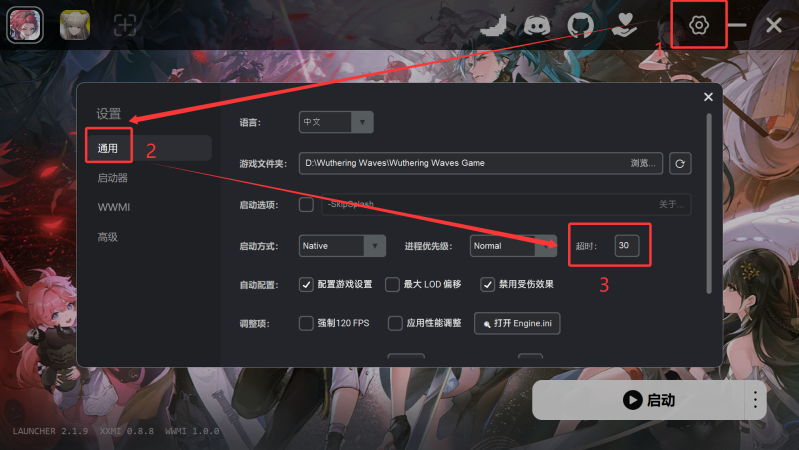 1
设置
通用
2
启动器
WWMI
高级
语言：
中文
游戏文件夹：
D:\Wuthering Waves\Wuthering Waves Game
浏览...
启动选项：
-SkipSplash
关于...
启动方式：
Native
进程优先级：
Normal
超时：
30
3
自动配置：
配置游戏设置
最大 LOD 偏移
禁用受伤效果
调整项：
强制120 FPS
应用性能调整
打开 Engine.ini
启动
LAUNCHER 2.1.9 XXMI 0.8.8 WWMI 1.0.0